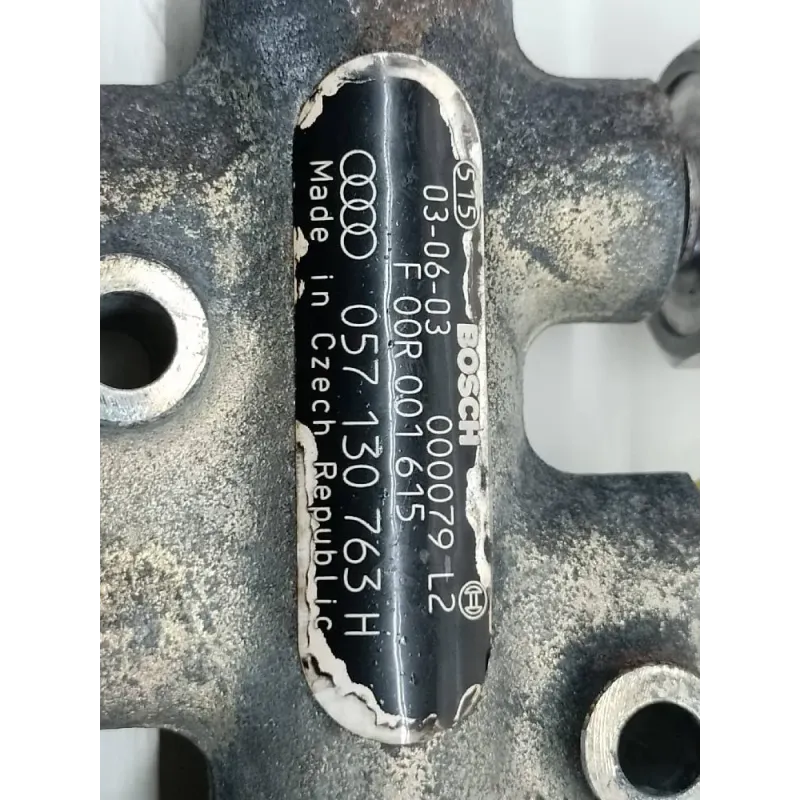 515 BOSCH
03-06-03 000079 L2
F 00R 001 615
057 130 763 H
Made in Czech Republic